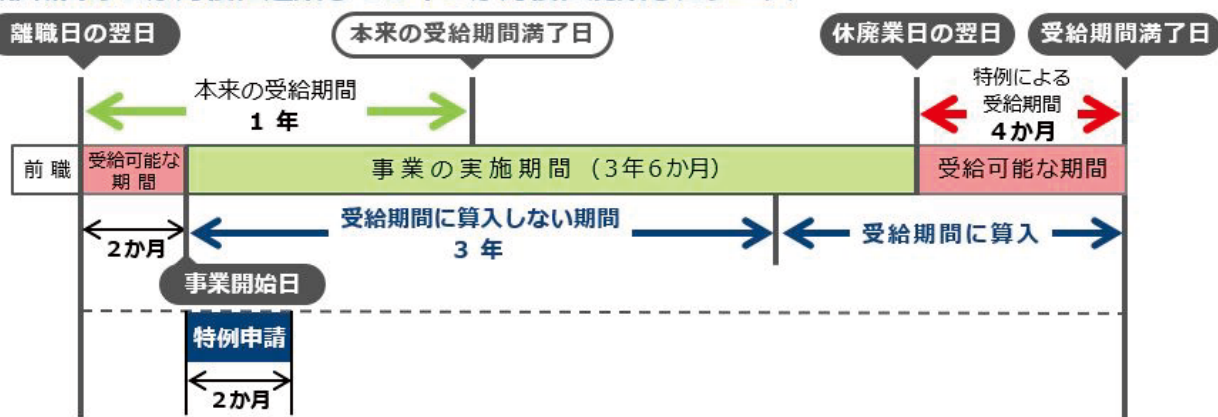 離職日の翌日
本来の受給期間満了日
休廃業日の翌日
受給期間満了日
本来の受給期間
1 年
特例による
受給期間
4か月
前職
受給可能な
期間
事業の実施期間（3年6か月）
受給可能な期間
2か月
受給期間に算入しない期間
3 年
受給期間に算入
事業開始日
特例申請
2か月